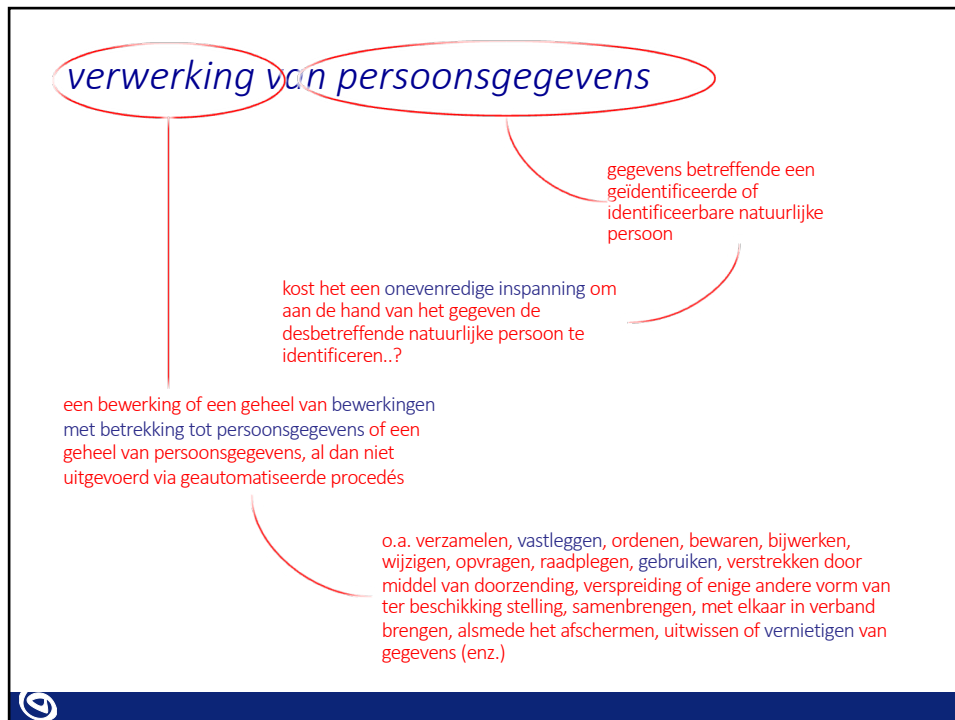 verwerking van persoonsgegevens
gegevens betreffende een
geïdentificeerde of
identificeerbare natuurlijke
persoon
kost het een onevenredige inspanning om
aan de hand van het gegeven de
desbetreffende natuurlijke persoon te
identificeren..?
een bewerking of een geheel van bewerkingen
met betrekking tot persoonsgegevens of een
geheel van persoonsgegevens, al dan niet
uitgevoerd via geautomatiseerde procedés
o.a. verzamelen, vastleggen, ordenen, bewaren, bijwerken,
wijzigen, opvragen, raadplegen, gebruiken, verstrekken door
middel van doorzending, verspreiding of enige andere vorm van
ter beschikking stelling, samenbrengen, met elkaar in verband
brengen, alsmede het afschermen, uitwissen of vernietigen van
gegevens (enz.)